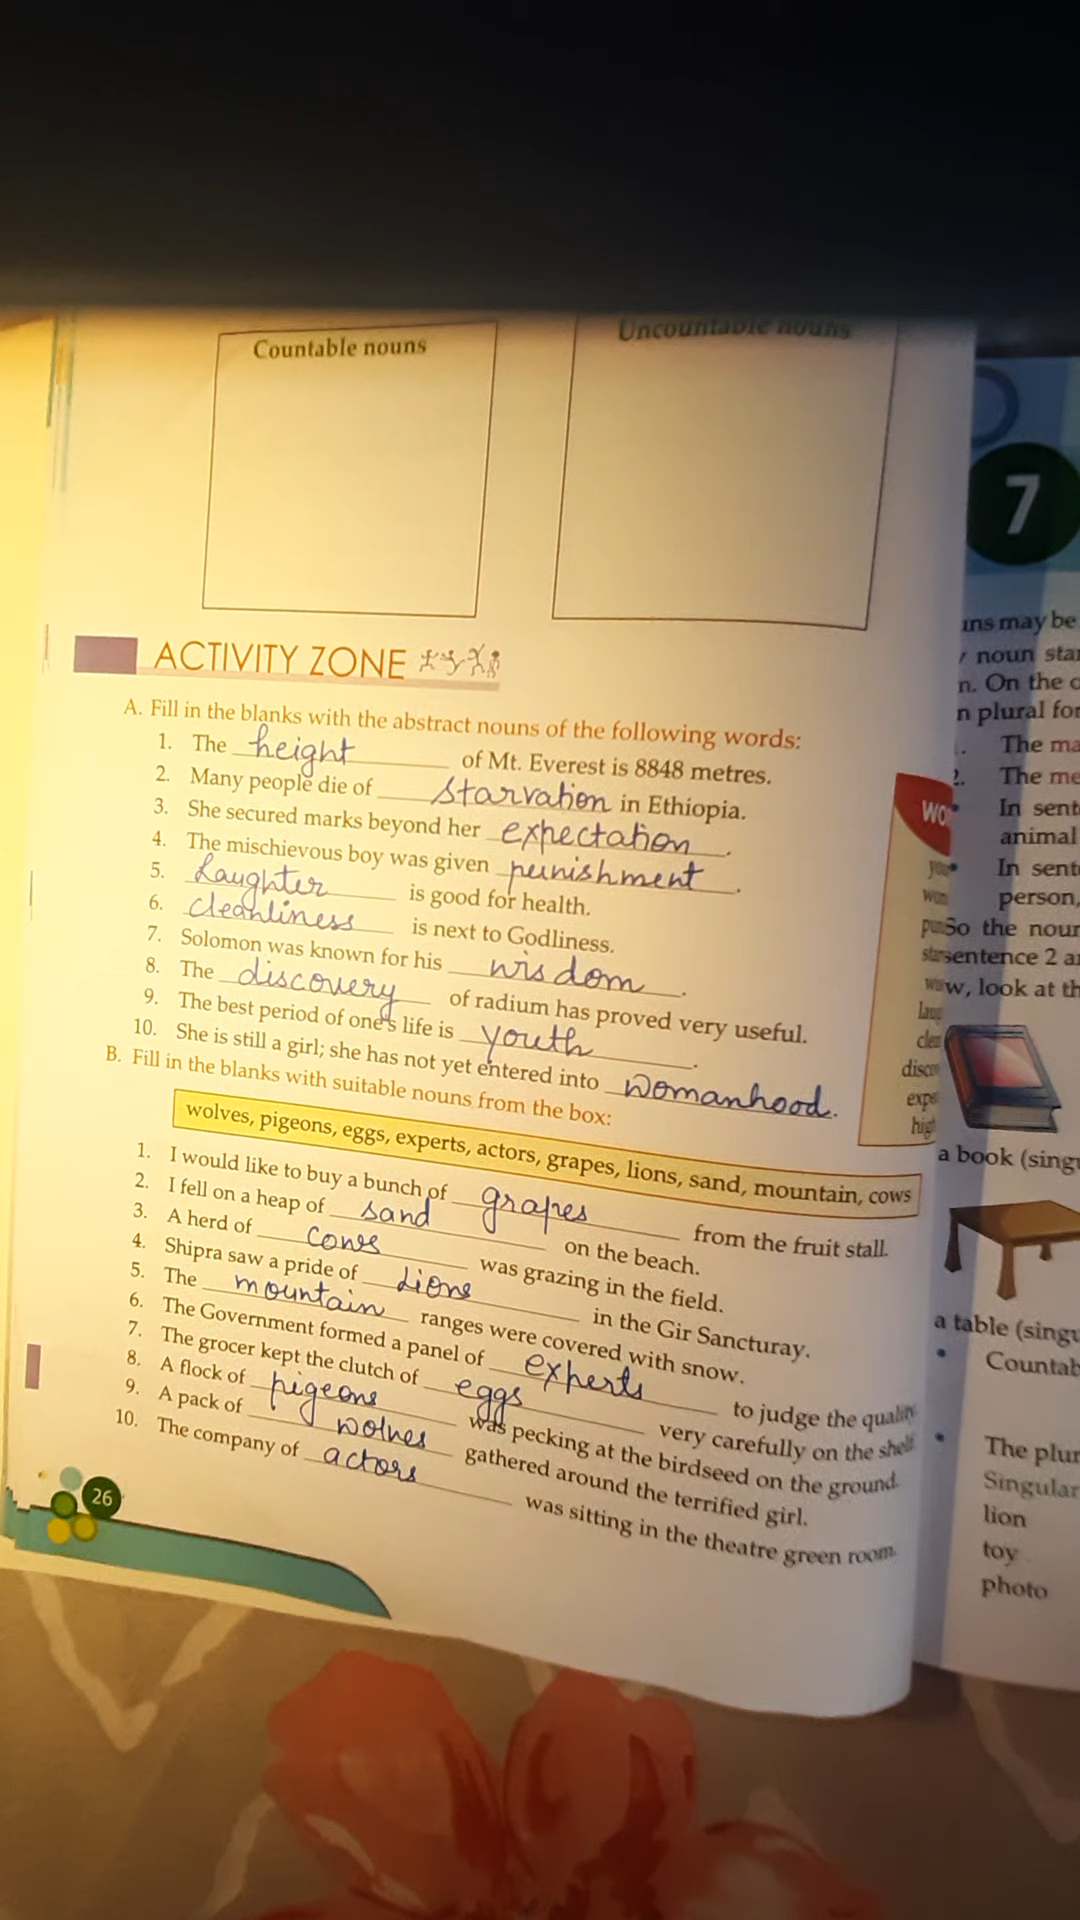 Countable nouns
Uncountable nouns
ACTIVITY ZONE
A. Fill in the blanks with the abstract nouns of the following words:
1. The height of Mt. Everest is 8848 metres.
2. Many people die of starvation in Ethiopia.
3. She secured marks beyond her expectation.
4. The mischievous boy was given punishment.
5. Laughter is good for health.
6. cleanliness is next to Godliness.
7. Solomon was known for his wisdom.
8. The discovery of radium has proved very useful.
9. The best period of one's life is youth.
10. She is still a girl; she has not yet entered into womanhood.
B. Fill in the blanks with suitable nouns from the box:
wolves, pigeons, eggs, experts, actors, grapes, lions, sand, mountain, cows
1. I would like to buy a bunch of grapes from the fruit stall.
2. I fell on a heap of sand on the beach.
3. A herd of cows was grazing in the field.
4. Shipra saw a pride of Lions in the Gir Sancturay.
5. The mountain ranges were covered with snow.
6. The Government formed a panel of experts to judge the quality
7. The grocer kept the clutch of eggs very carefully on the shelf.
8. A flock of pigeons was pecking at the birdseed on the ground.
9. A pack of wolves gathered around the terrified girl.
10. The company of actors was sitting in the theatre green room.
26
7
uns may be
noun sta
n. On the
n plural for
The ma
2. The me
In sent
animal
In sent
person,
So the nour
sentence 2 a
w, look at th
WO
disco
expe
hig
a book (singu
a table (singu
Countab
The plur
Singular
lion
toy
photo